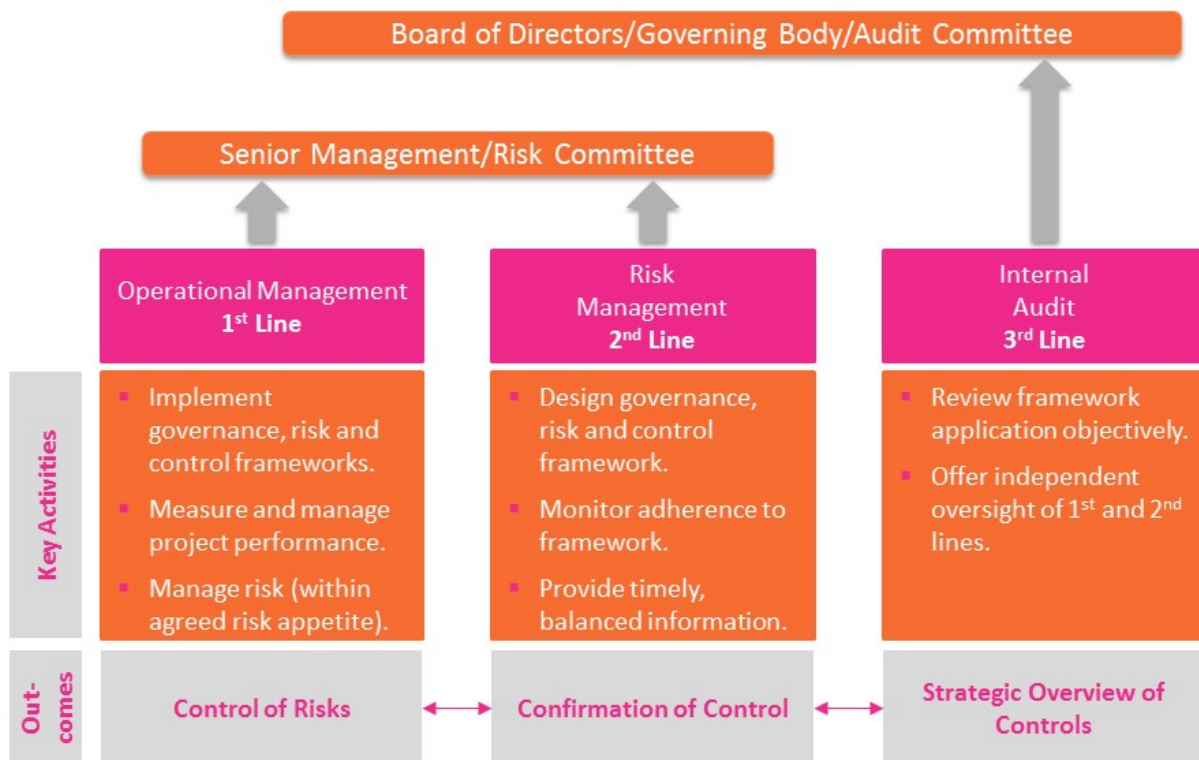 Board of Directors/Governing Body/Audit Committee
Senior Management/Risk Committee
Operational Management
1st Line
Risk
Management
2nd Line
Internal
Audit
3rd Line
Key Activities
▪ Implement
governance, risk and
control frameworks.
▪ Measure and manage
project performance.
▪ Manage risk (within
agreed risk appetite).
▪ Design governance,
risk and control
framework.
▪ Monitor adherence to
framework.
▪ Provide timely,
balanced information.
▪ Review framework
application objectively.
▪ Offer independent
oversight of 1st and 2nd
lines.
Out-
comes
Control of Risks
Confirmation of Control
Strategic Overview of
Controls